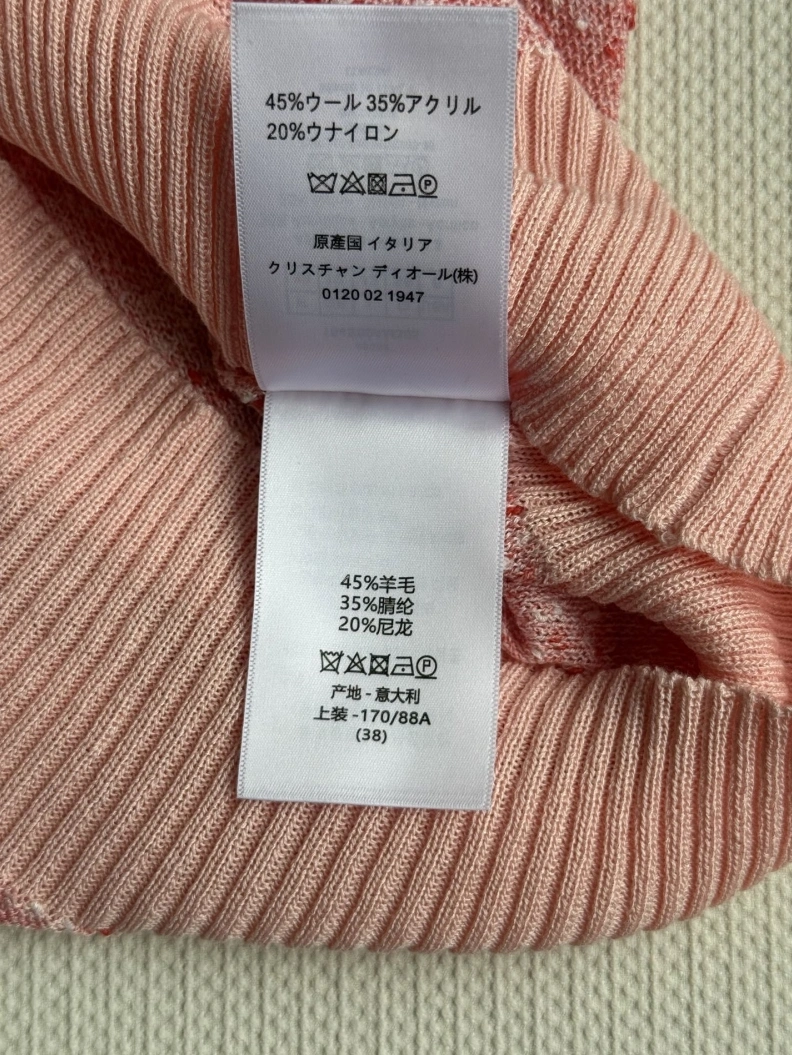 45%ウール 35%アクリル
20%ウナイロン
原產国 イタリア
クリスチャン ディオール(株)
0120 02 1947
45%羊毛
35%腈纶
20%尼龙
产地 - 意大利
上装 -170/88A
(38)